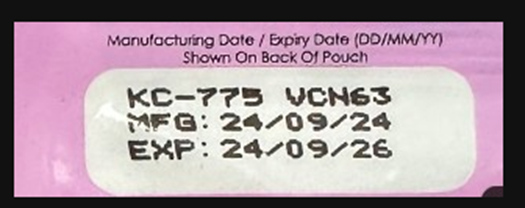 Manufacturing Date / Expiry Date (DD/MM/YY)
Shown On Back Of Pouch
KC-775 VCN63
MFG: 24/09/24
EXP: 24/09/26